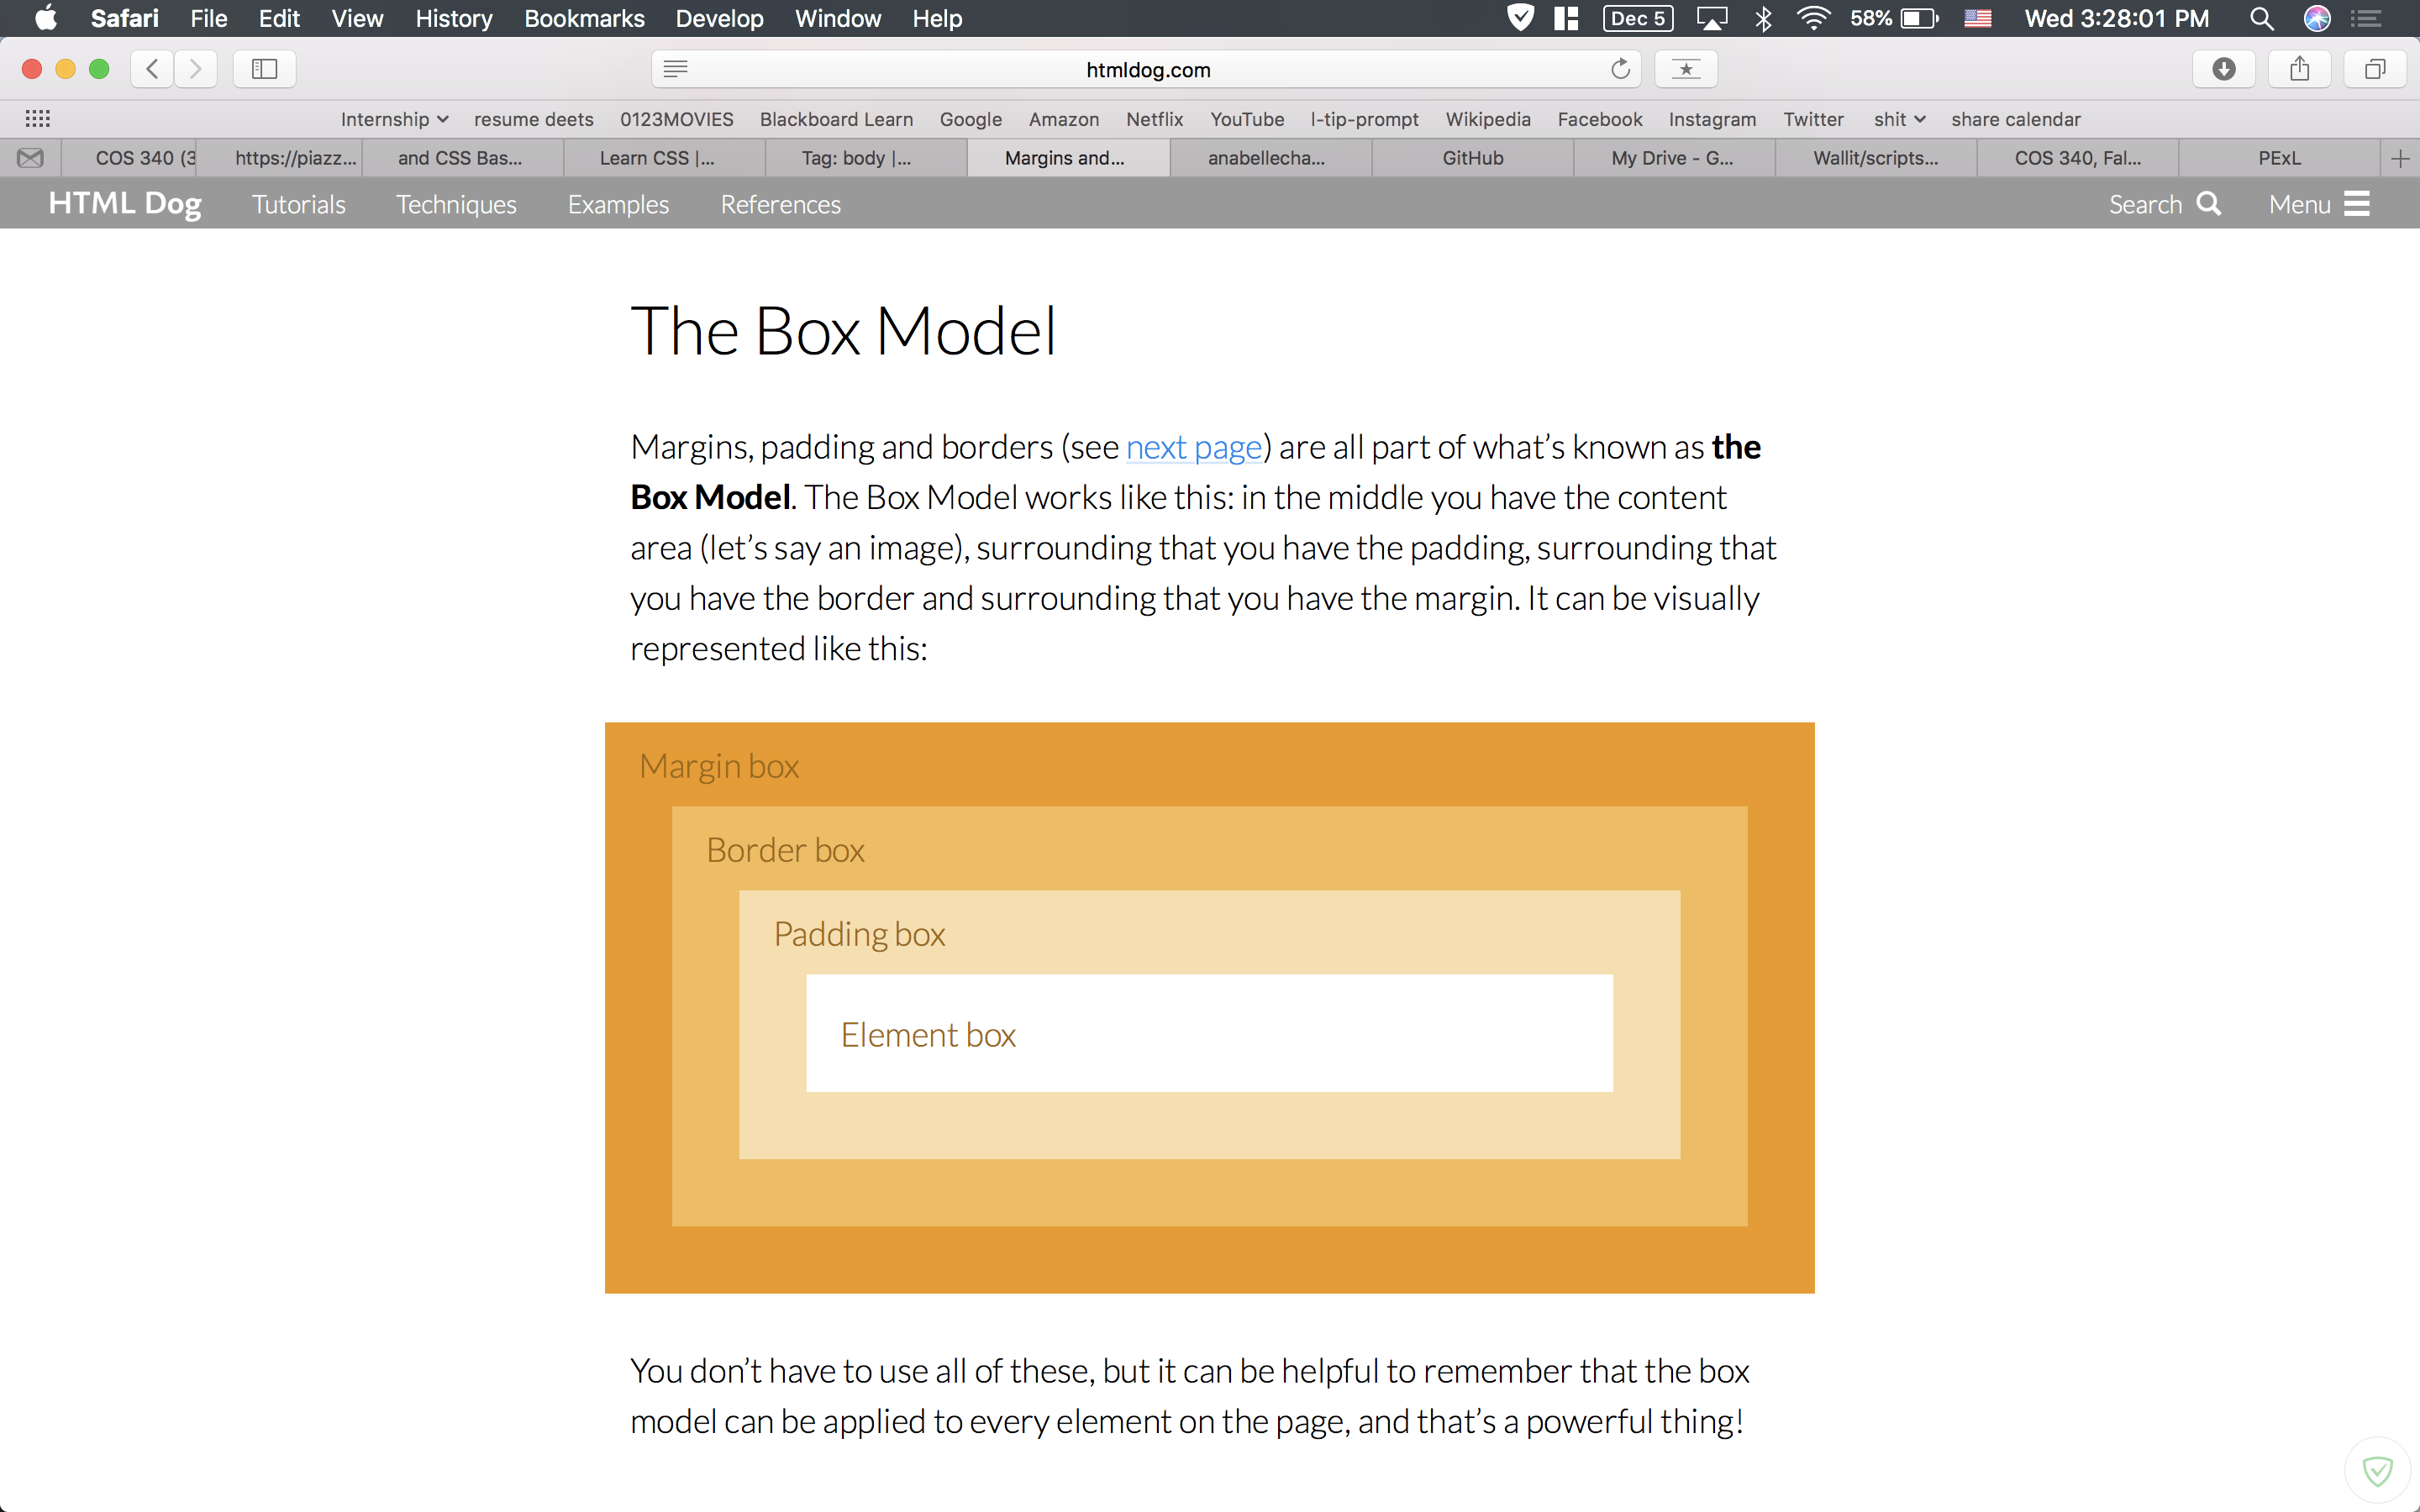 Safari File Edit View History Bookmarks Develop Window Help Dec 5 58% Wed 3:28:01 PM
htmldog.com
Internship resume deets 0123MOVIES Blackboard Learn Google Amazon Netflix YouTube l-tip-prompt Wikipedia Facebook Instagram Twitter shit share calendar
COS 340 (3 https://piazz... and CSS Bas... Learn CSS |... Tag: body |... Margins and... anabellecha... GitHub My Drive - G... Wallit/scripts... COS 340, Fal... PExL
HTML Dog Tutorials Techniques Examples References Search Menu
The Box Model
Margins, padding and borders (see next page) are all part of what’s known as the
Box Model. The Box Model works like this: in the middle you have the content
area (let’s say an image), surrounding that you have the padding, surrounding that
you have the border and surrounding that you have the margin. It can be visually
represented like this:
Margin box
Border box
Padding box
Element box
You don’t have to use all of these, but it can be helpful to remember that the box
model can be applied to every element on the page, and that’s a powerful thing!